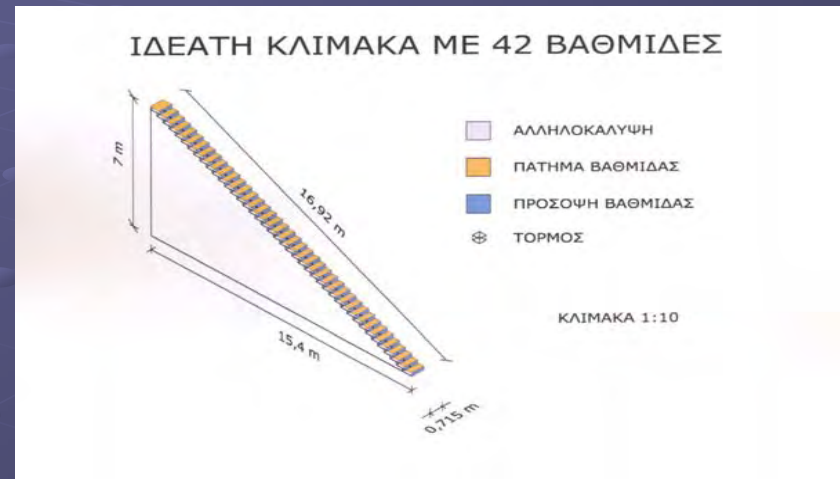 ΙΔΕΑΤΗ ΚΛΙΜΑΚΑ ΜΕ 42 ΒΑΘΜΙΔΕΣ
7 m
16,92 m
15,4 m
0,715 m
ΑΛΛΗΛΟΚΑΛΥΨΗ
ΠΑΤΗΜΑ ΒΑΘΜΙΔΑΣ
ΠΡΟΣΟΨΗ ΒΑΘΜΙΔΑΣ
ΤΟΡΜΟΣ
ΚΛΙΜΑΚΑ 1:10